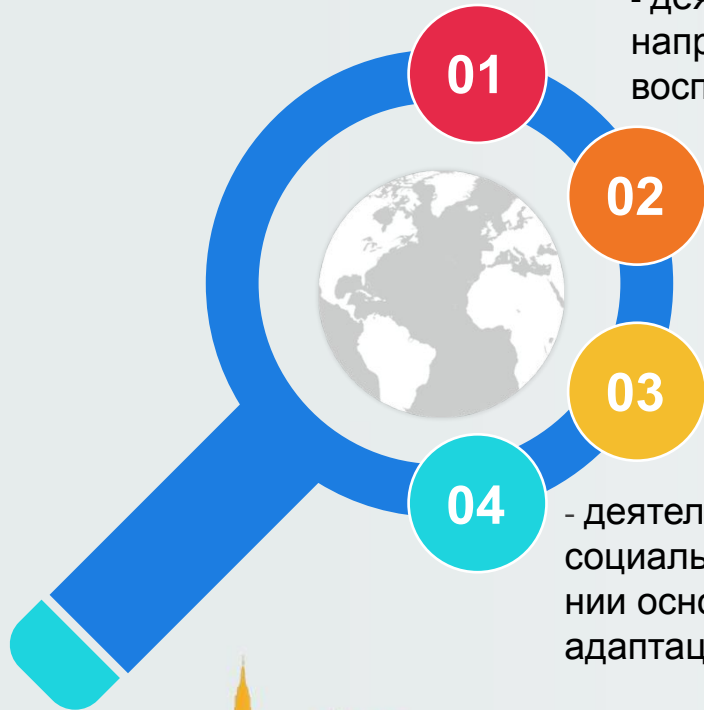 01
напр
восп
02
03
04
- деятел
социаль
нии осно
адаптац